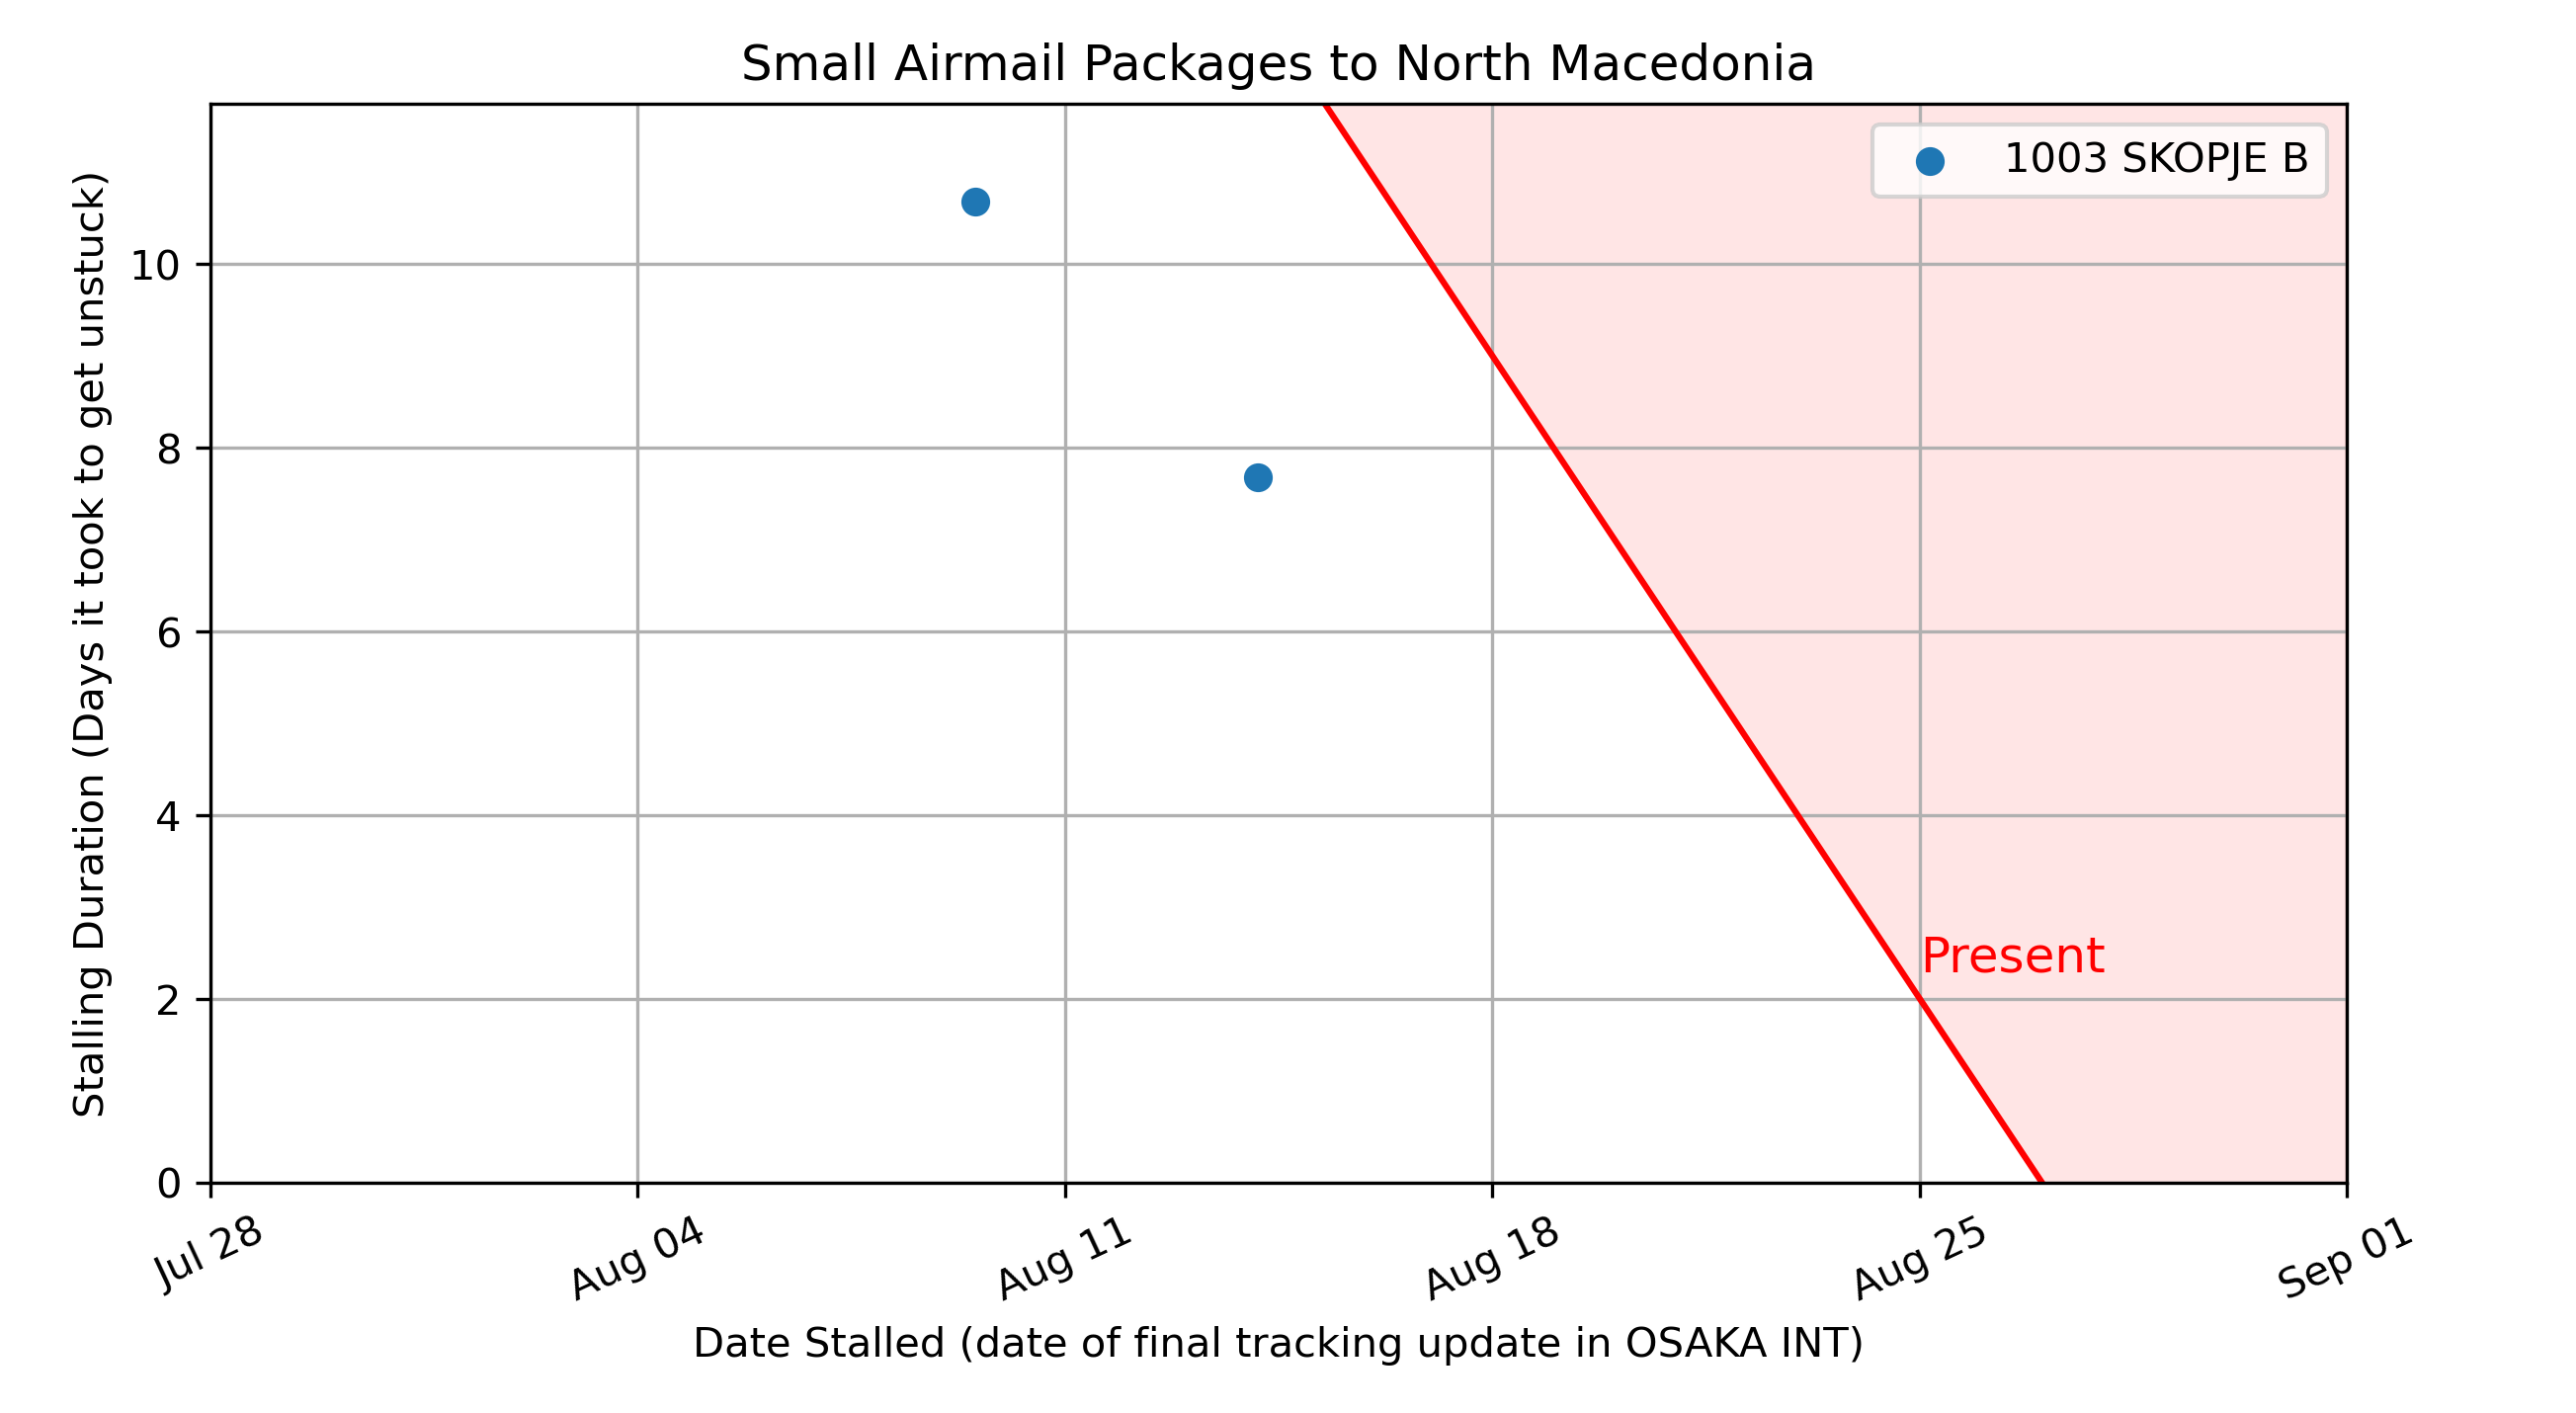 Small Airmail Packages to North Macedonia
1003 SKOPJE B
Stalling Duration (Days it took to get unstuck)
10
8
6
4
2
0
Present
Jul 28
Aug 04
Aug 11
Aug 18
Aug 25
Sep 01
Date Stalled (date of final tracking update in OSAKA INT)